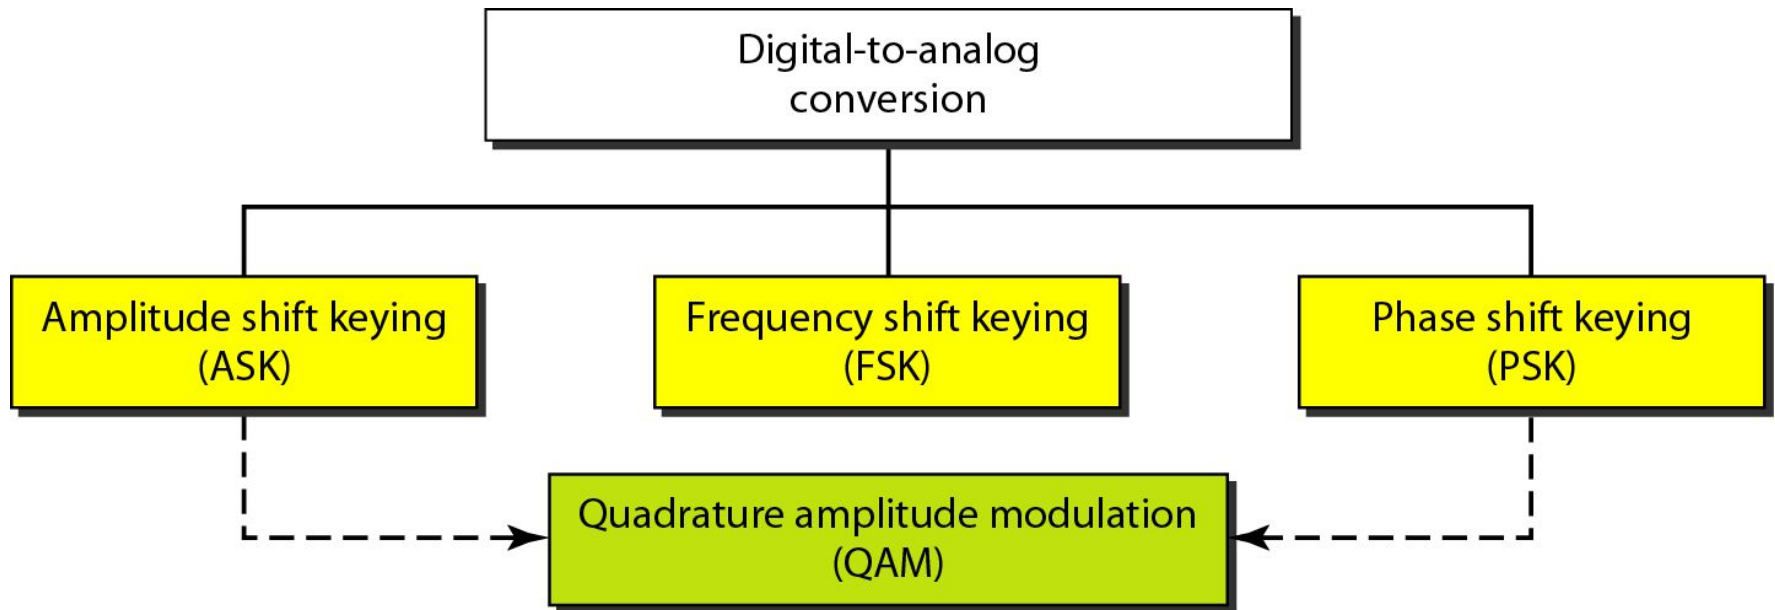 Digital-to-analog
conversion
Amplitude shift keying
(ASK)
Frequency shift keying
(FSK)
Phase shift keying
(PSK)
Quadrature amplitude modulation
(QAM)